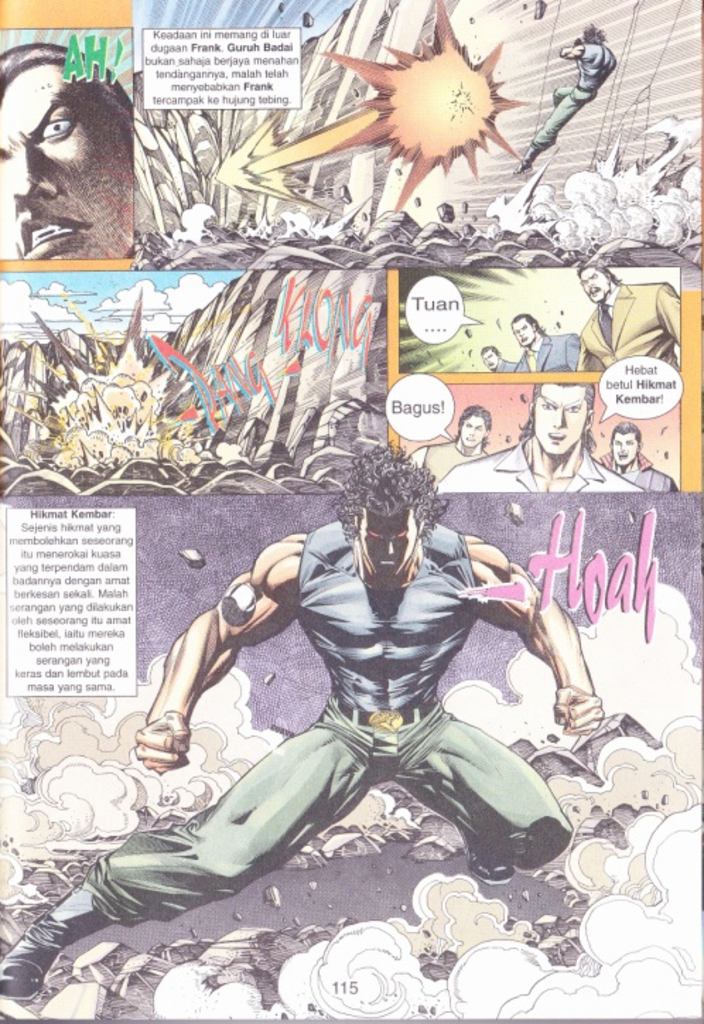 AH!
Keadaan ini memang di luar
dugaan Frank. Guruh Badai
bukan sahaja berjaya menahan
tendangannya, malah telah
menyebabkan Frank
tercampak ke hujung tebing.
DANG
KLONG
Tuan
....
Bagus!
Hebat
betul Hikmat
Kembar!
Hikmat Kembar:
Sejenis hikmat yang
membolehkan seseorang
itu menerokai kuasa
yang terpendam dalam
badannya dengan amat
berkesan sekali. Malah
serangan yang dilakukan
oleh seseorang itu amat
fleksibel, iaitu mereka
boleh melakukan
serangan yang
keras dan lembut pada
masa yang sama.
Hoah
115